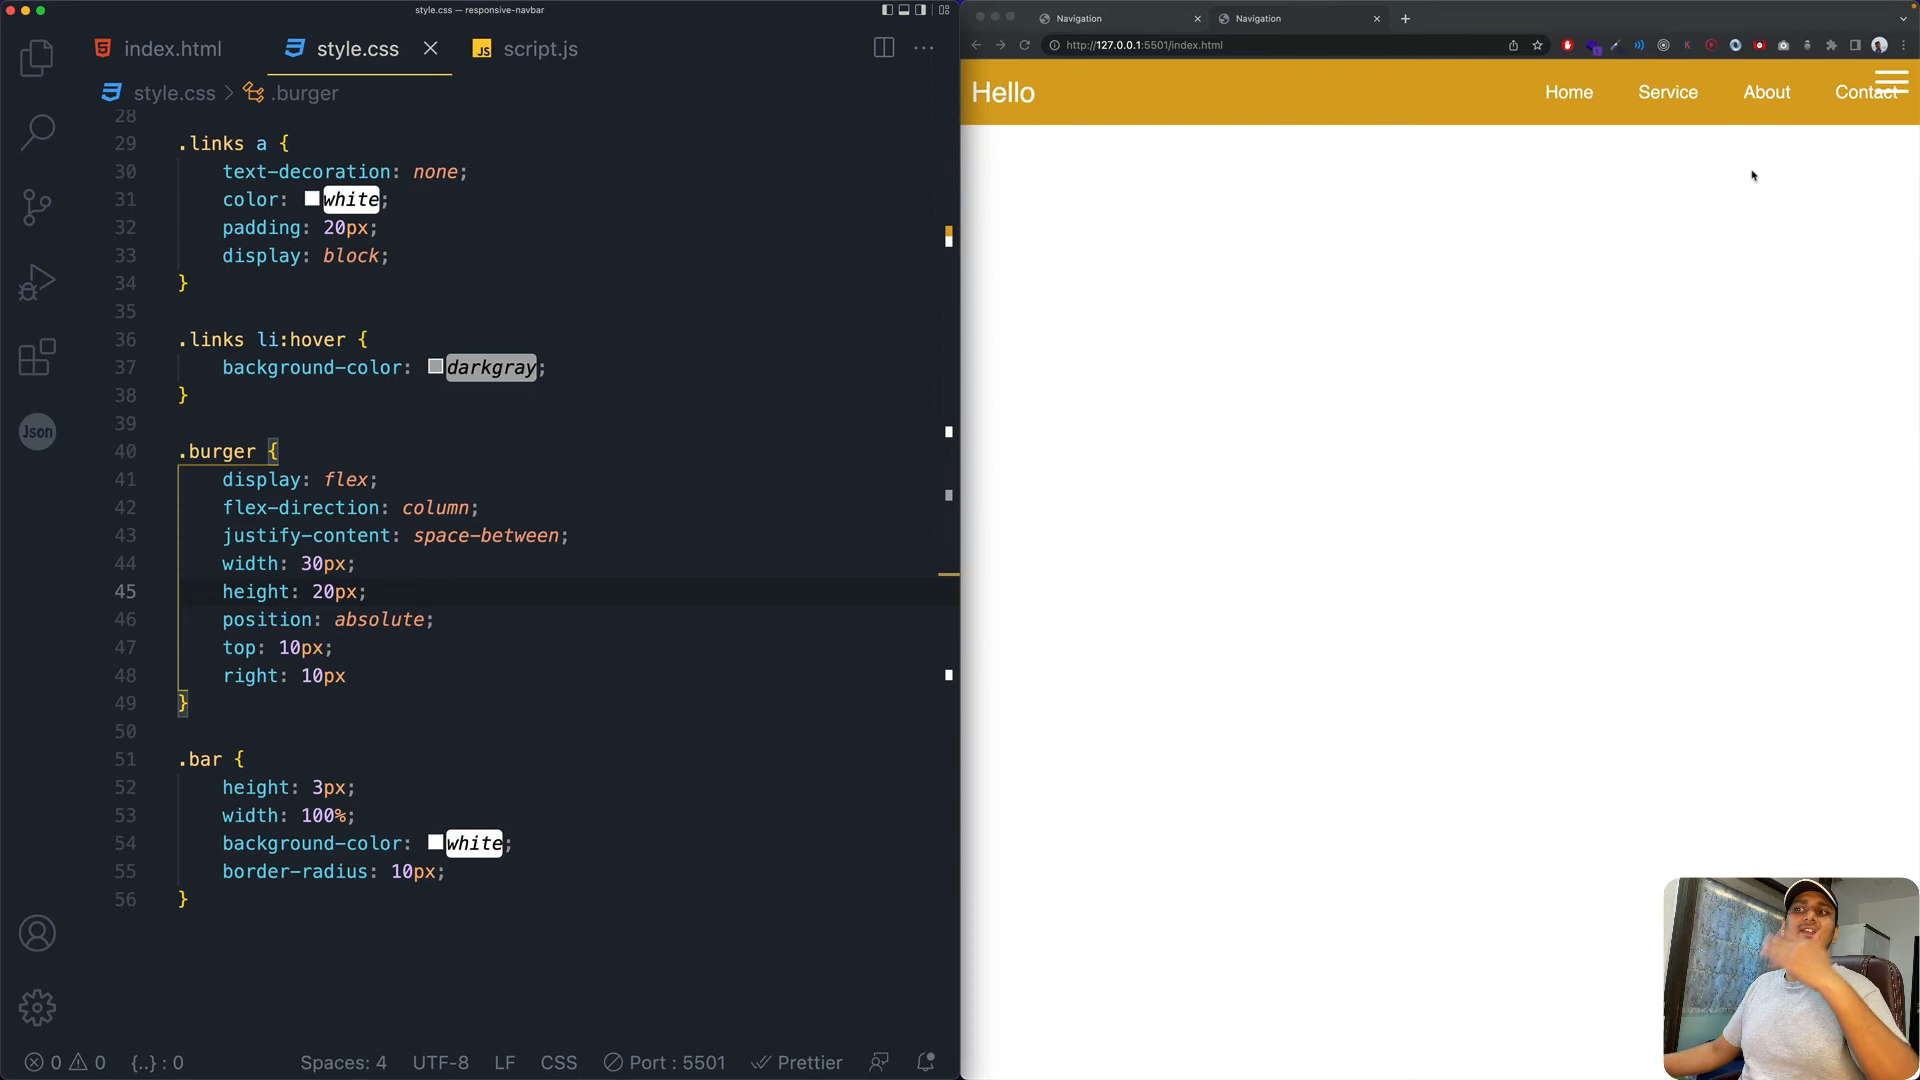 style.css — responsive-navbar
index.html
style.css
JS script.js
style.css > .burger
28
29 .links a {
30 text-decoration: none;
31 color: white;
32 padding: 20px;
33 display: block;
34 }
35
36 .links li:hover {
37 background-color: darkgray;
38 }
39
40 .burger {
41 display: flex;
42 flex-direction: column;
43 justify-content: space-between;
44 width: 30px;
45 height: 20px;
46 position: absolute;
47 top: 10px;
48 right: 10px
49 }
50
51 .bar {
52 height: 3px;
53 width: 100%;
54 background-color: white;
55 border-radius: 10px;
56 }
Json
0 0 {..} : 0 Spaces: 4 UTF-8 LF CSS Port : 5501 Prettier
Navigation
Navigation
http://127.0.0.1:5501/index.html
Hello
Home Service About Contact